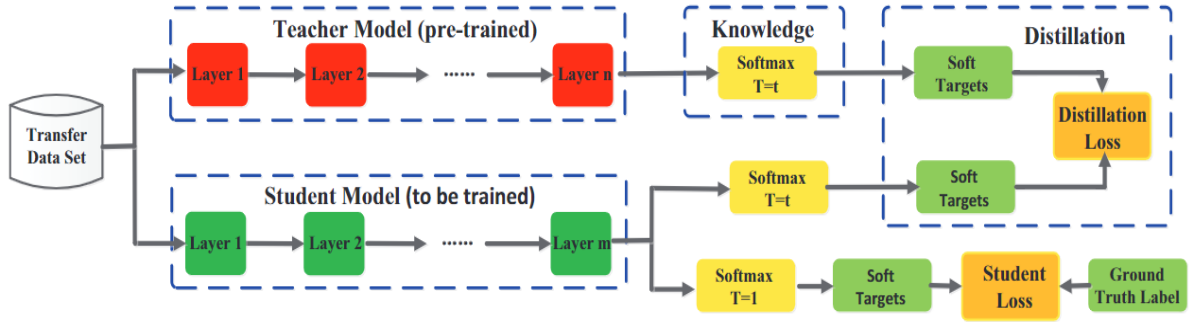 Teacher Model (pre-trained)
Knowledge
Distillation
Layer 1
Layer 2
......
Layer n
Softmax
T=t
Soft
Targets
Distillation
Loss
Transfer
Data Set
Student Model (to be trained)
Layer 1
Layer 2
......
Layer m
Softmax
T=t
Soft
Targets
Softmax
T=1
Soft
Targets
Student
Loss
Ground
Truth Label